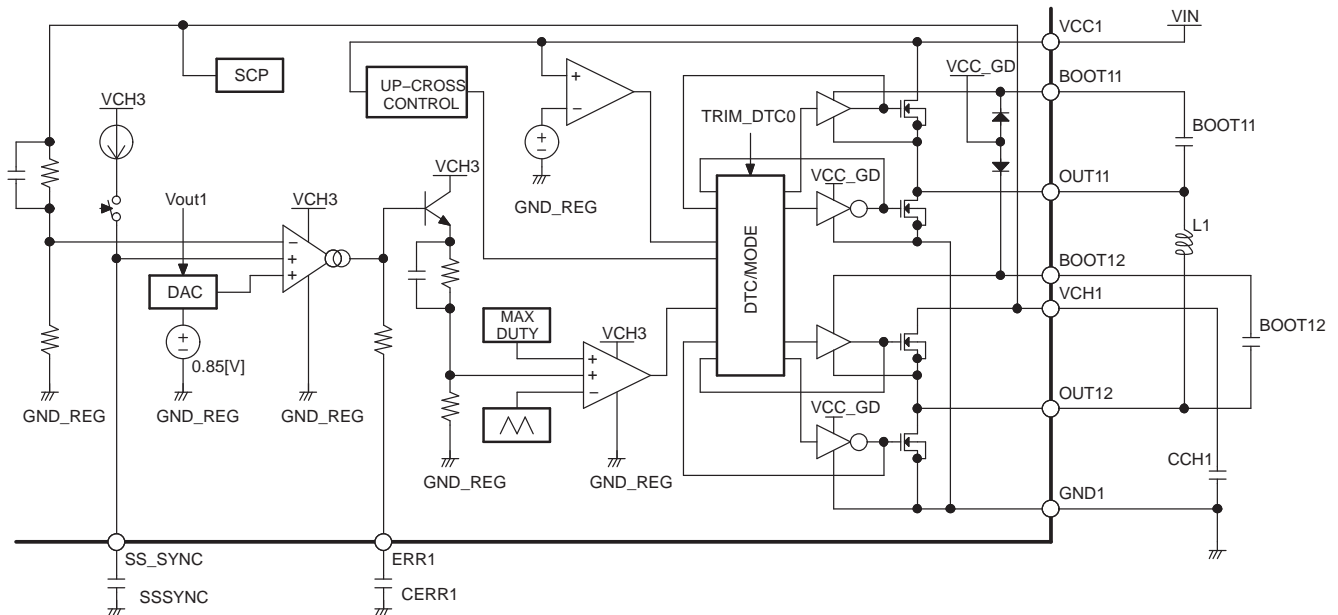 VCC1
VIN
SCP
VCH3
UP−CROSS
CONTROL
+
−
+
−
GND_REG
VCC_GD
BOOT11
BOOT11
TRIM_DTC0
VCH3
VCC_GD
OUT11
Vout1
VCH3
−
+
+
L1
DAC
DTC/MODE
BOOT12
VCH1
MAX
DUTY
VCH3
BOOT12
+
−
0.85[V]
+
+
−
GND_REG
GND_REG
GND_REG
OUT12
VCC_GD
GND_REG
GND_REG
CCH1
GND1
SS_SYNC
ERR1
SSSYNC
CERR1